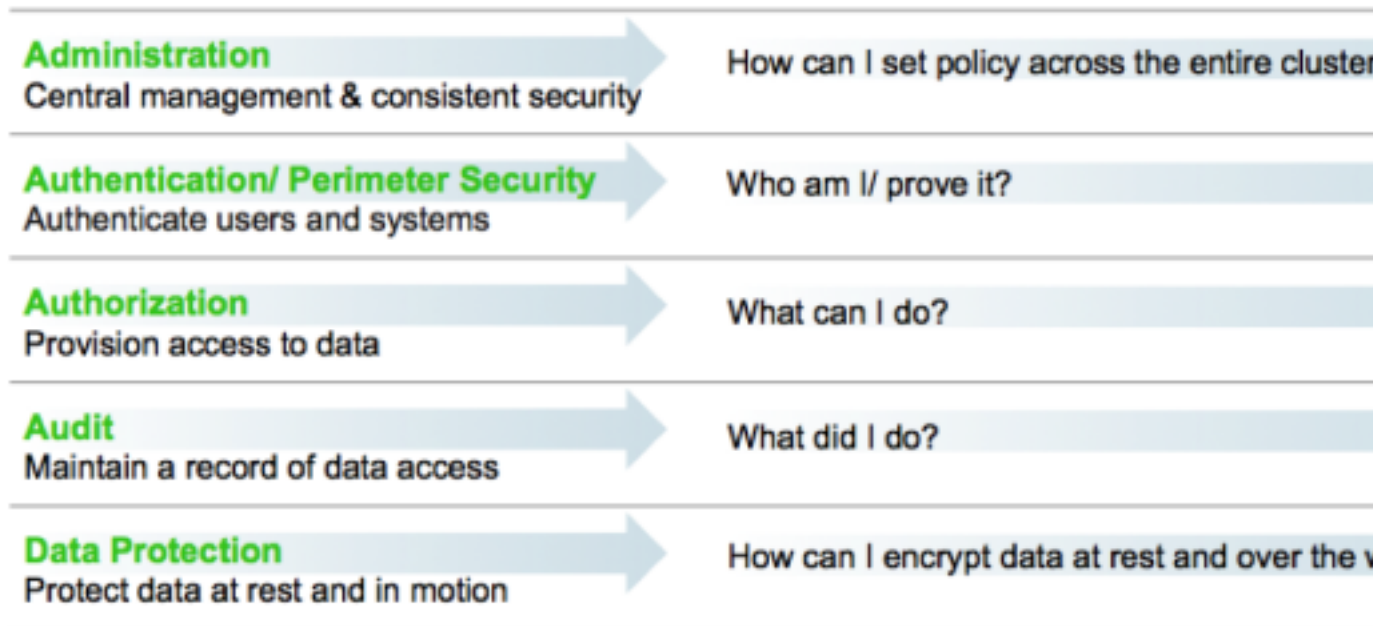 Administration
Central management & consistent security
How can I set policy across the entire cluster
Authentication/ Perimeter Security
Authenticate users and systems
Who am I/ prove it?
Authorization
Provision access to data
What can I do?
Audit
Maintain a record of data access
What did I do?
Data Protection
Protect data at rest and in motion
How can I encrypt data at rest and over the